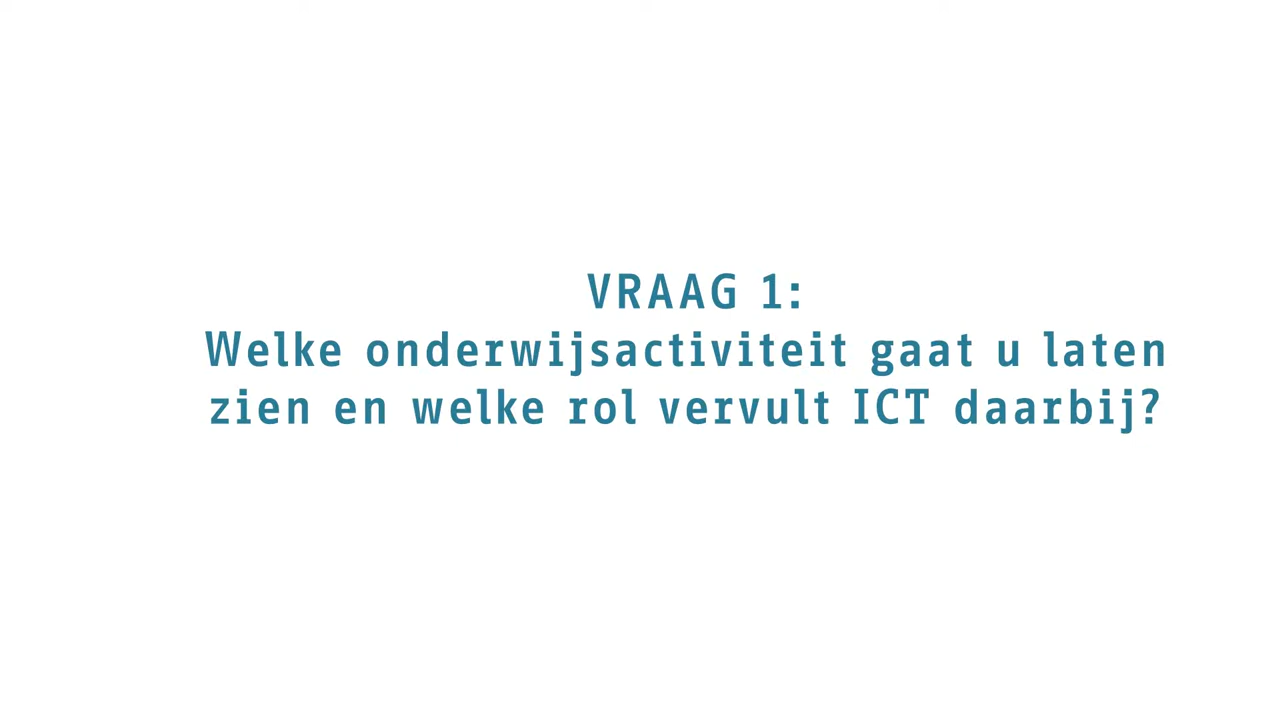 VRAAG 1:
Welke onderwijsactiviteit gaat u laten
zien en welke rol vervult ICT daarbij?